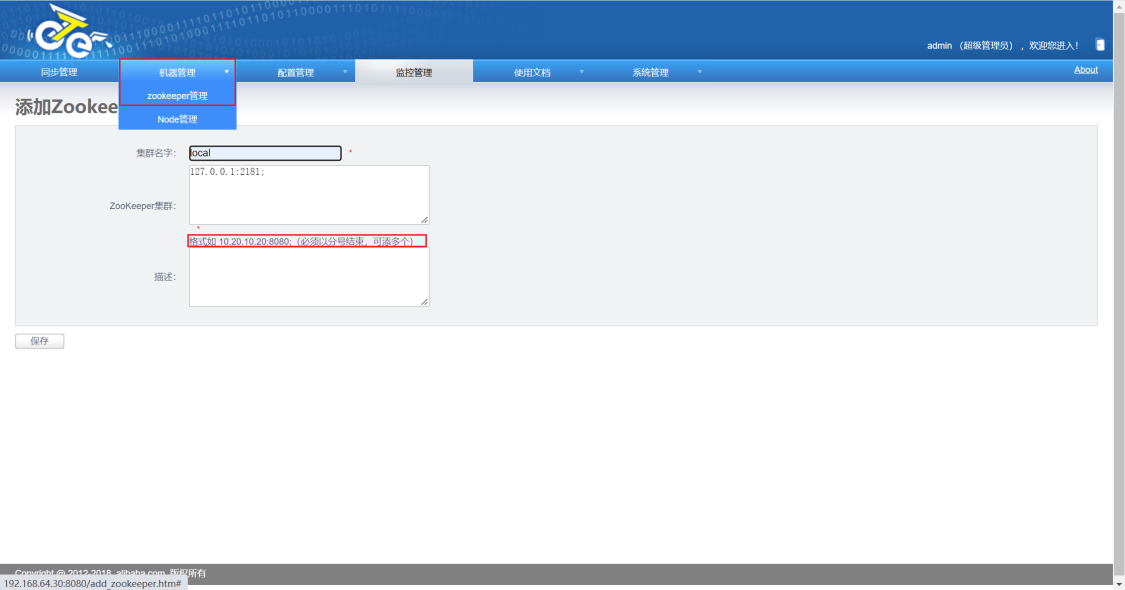 admin （超级管理员），欢迎您进入！
同步管理 机器管理 配置管理 监控管理 使用文档 系统管理 About
zookeeper管理
添加Zookee
Node管理
集群名字： local *
127.0.0.1:2181;
ZooKeeper集群：
*
格式如 10.20.10.20:8080;（必须以分号结束，可添多个）
描述：
保存
Copyright @ 2012-2018 alibaba.com 版权所有
192.168.64.30:8080/add_zookeeper.htm#